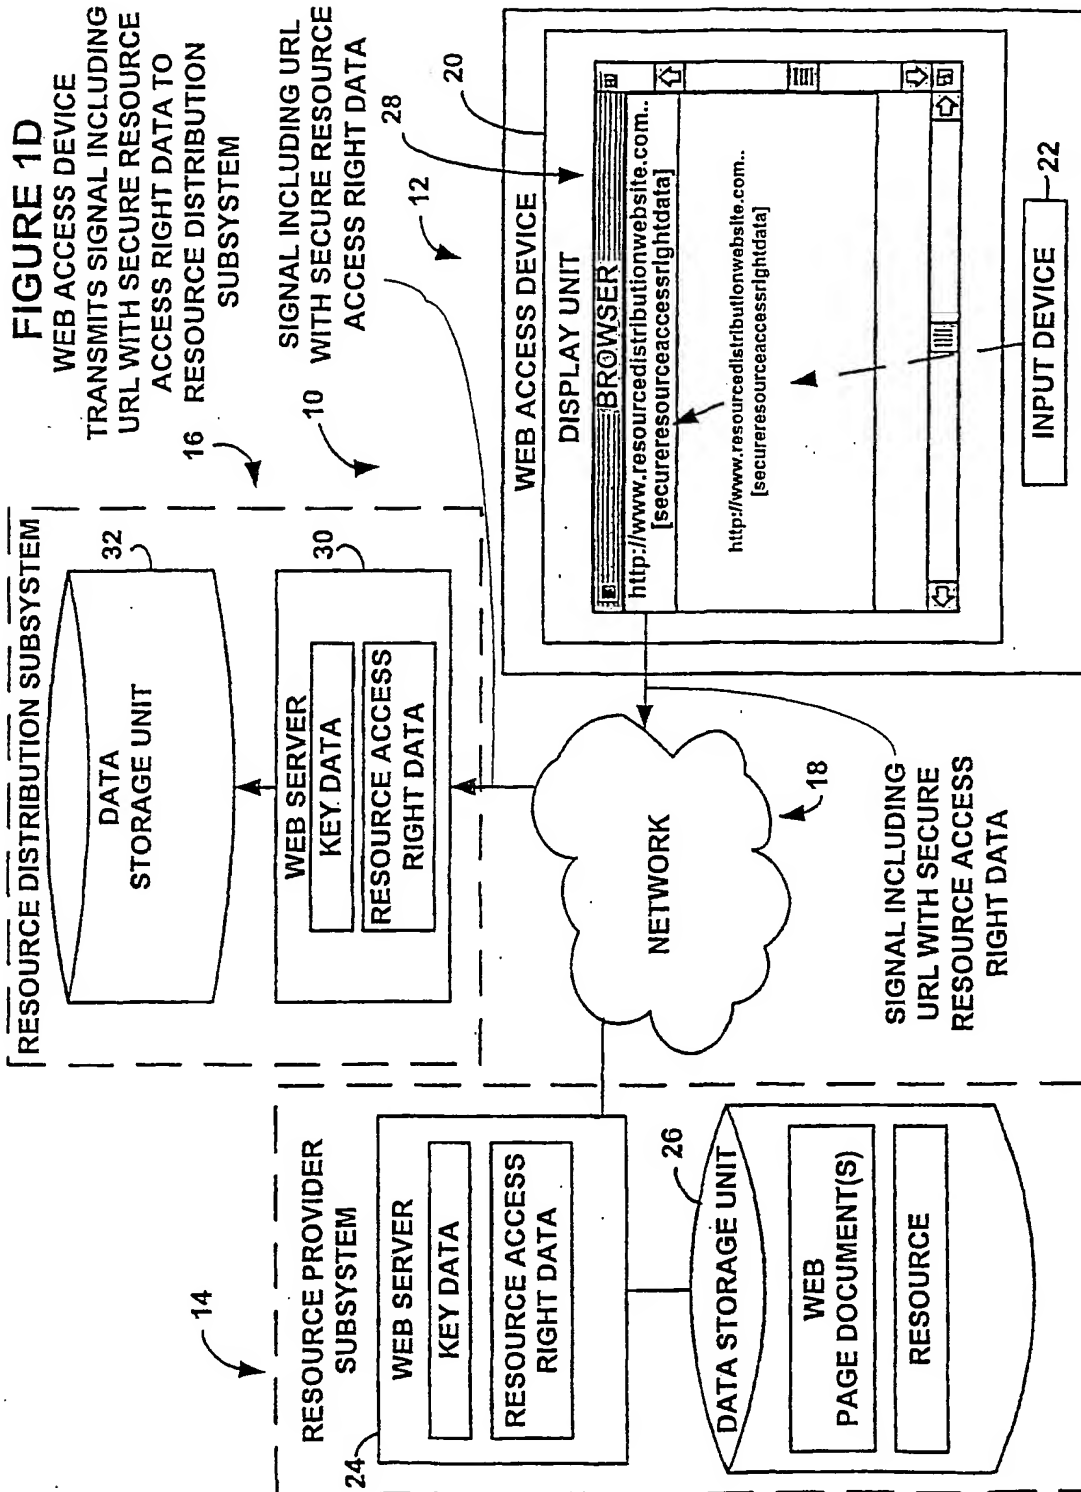 FIGURE 1D
WEB ACCESS DEVICE
TRANSMITS SIGNAL INCLUDING
URL WITH SECURE RESOURCE
ACCESS RIGHT DATA TO
RESOURCE DISTRIBUTION
SUBSYSTEM
16
10
SIGNAL INCLUDING URL
WITH SECURE RESOURCE
ACCESS RIGHT DATA
12
28
20
RESOURCE DISTRIBUTION SUBSYSTEM
32
DATA
STORAGE UNIT
30
WEB SERVER
KEY DATA
RESOURCE ACCESS
RIGHT DATA
WEB ACCESS DEVICE
DISPLAY UNIT
BROWSER
http://www.resourcedistributionwebsite.com..
[secureresourceaccessrightdata]
http://www.resourcedistributionwebsite.com..
[secureresourceaccessrightdata]
INPUT DEVICE
22
NETWORK
18
SIGNAL INCLUDING
URL WITH SECURE
RESOURCE ACCESS
RIGHT DATA
14
RESOURCE PROVIDER
SUBSYSTEM
24
WEB SERVER
KEY DATA
RESOURCE ACCESS
RIGHT DATA
26
DATA STORAGE UNIT
WEB
PAGE DOCUMENT(S)
RESOURCE